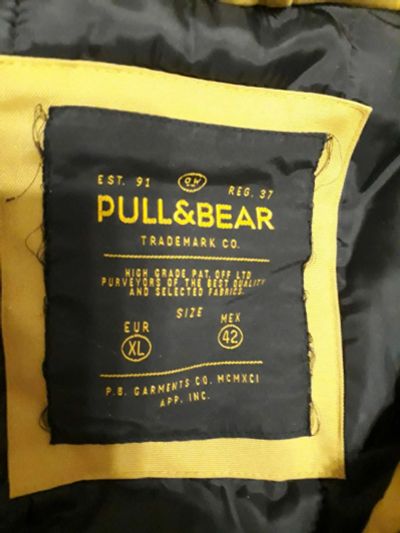 EST. 91
REG. 37
PULL&BEAR
TRADEMARK CO.
HIGH GRADE PAT. OFF LTD
PURVEYORS OF THE BEST QUALITY
AND SELECTED FABRICS.
SIZE
EUR MEX
XL 42
P.B. GARMENTS CO. MCMXCI
APP. INC.